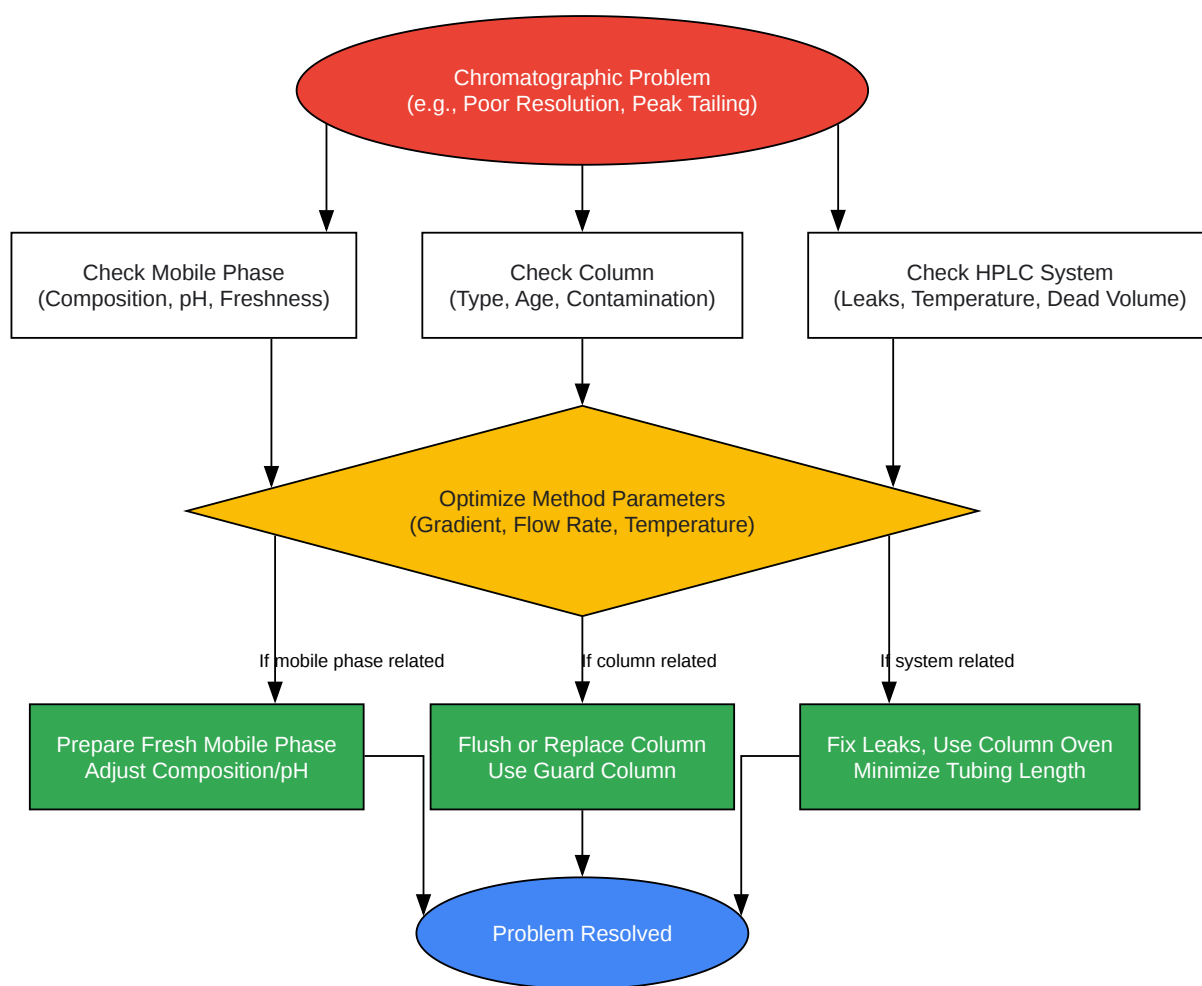 Chromatographic Problem
(e.g., Poor Resolution, Peak Tailing)
Check Mobile Phase
(Composition, pH, Freshness)
Check Column
(Type, Age, Contamination)
Check HPLC System
(Leaks, Temperature, Dead Volume)
Optimize Method Parameters
(Gradient, Flow Rate, Temperature)
If mobile phase related
If column related
If system related
Prepare Fresh Mobile Phase
Adjust Composition/pH
Flush or Replace Column
Use Guard Column
Fix Leaks, Use Column Oven
Minimize Tubing Length
Problem Resolved